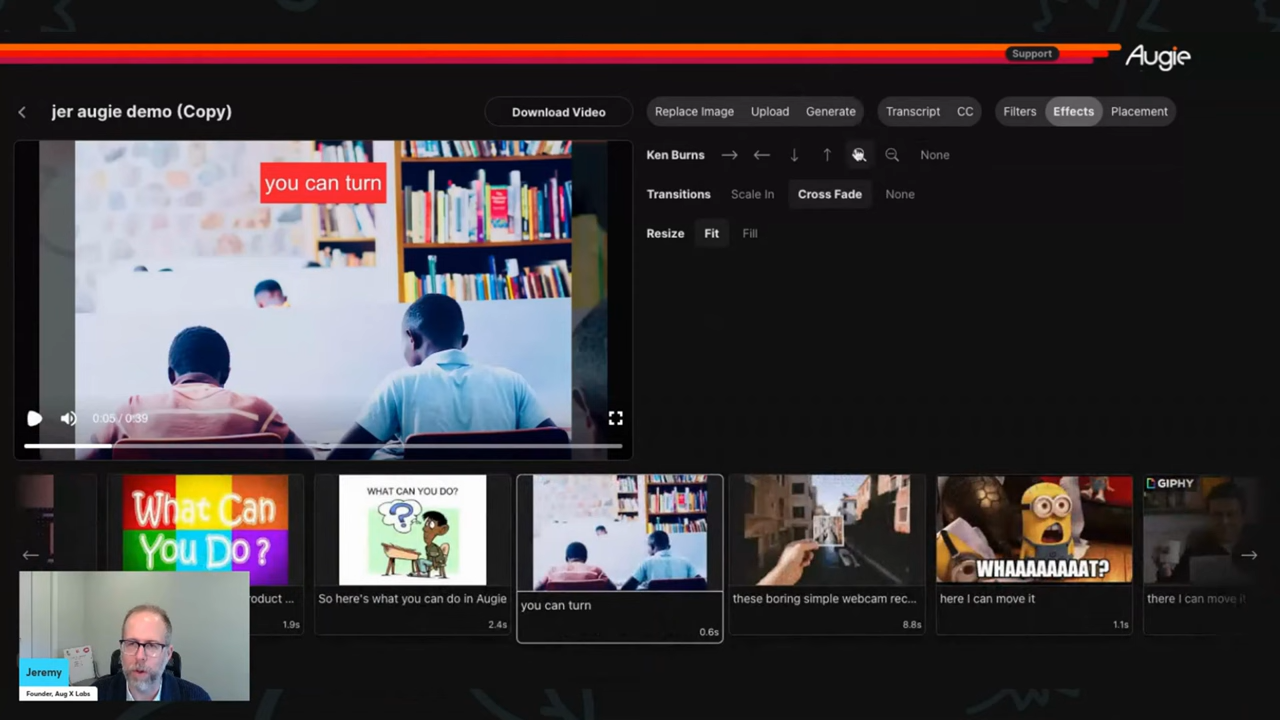 Support
Augie
jer augie demo (Copy)
Download Video
Replace Image Upload Generate
Transcript CC
Filters Effects Placement
you can turn
Ken Burns → ← ↓ ↑ None
Transitions Scale In Cross Fade None
Resize Fit Fill
0:05 / 0:39
What Can
You Do?
roduct ...
1.9s
WHAT CAN YOU DO?
So here's what you can do in Augie
2.4s
you can turn
0.6s
these boring simple webcam rec...
8.8s
WHAAAAAAAT?
here I can move it
1.1s
GIPHY
there I can move it
Jeremy
Founder, Aug X Labs